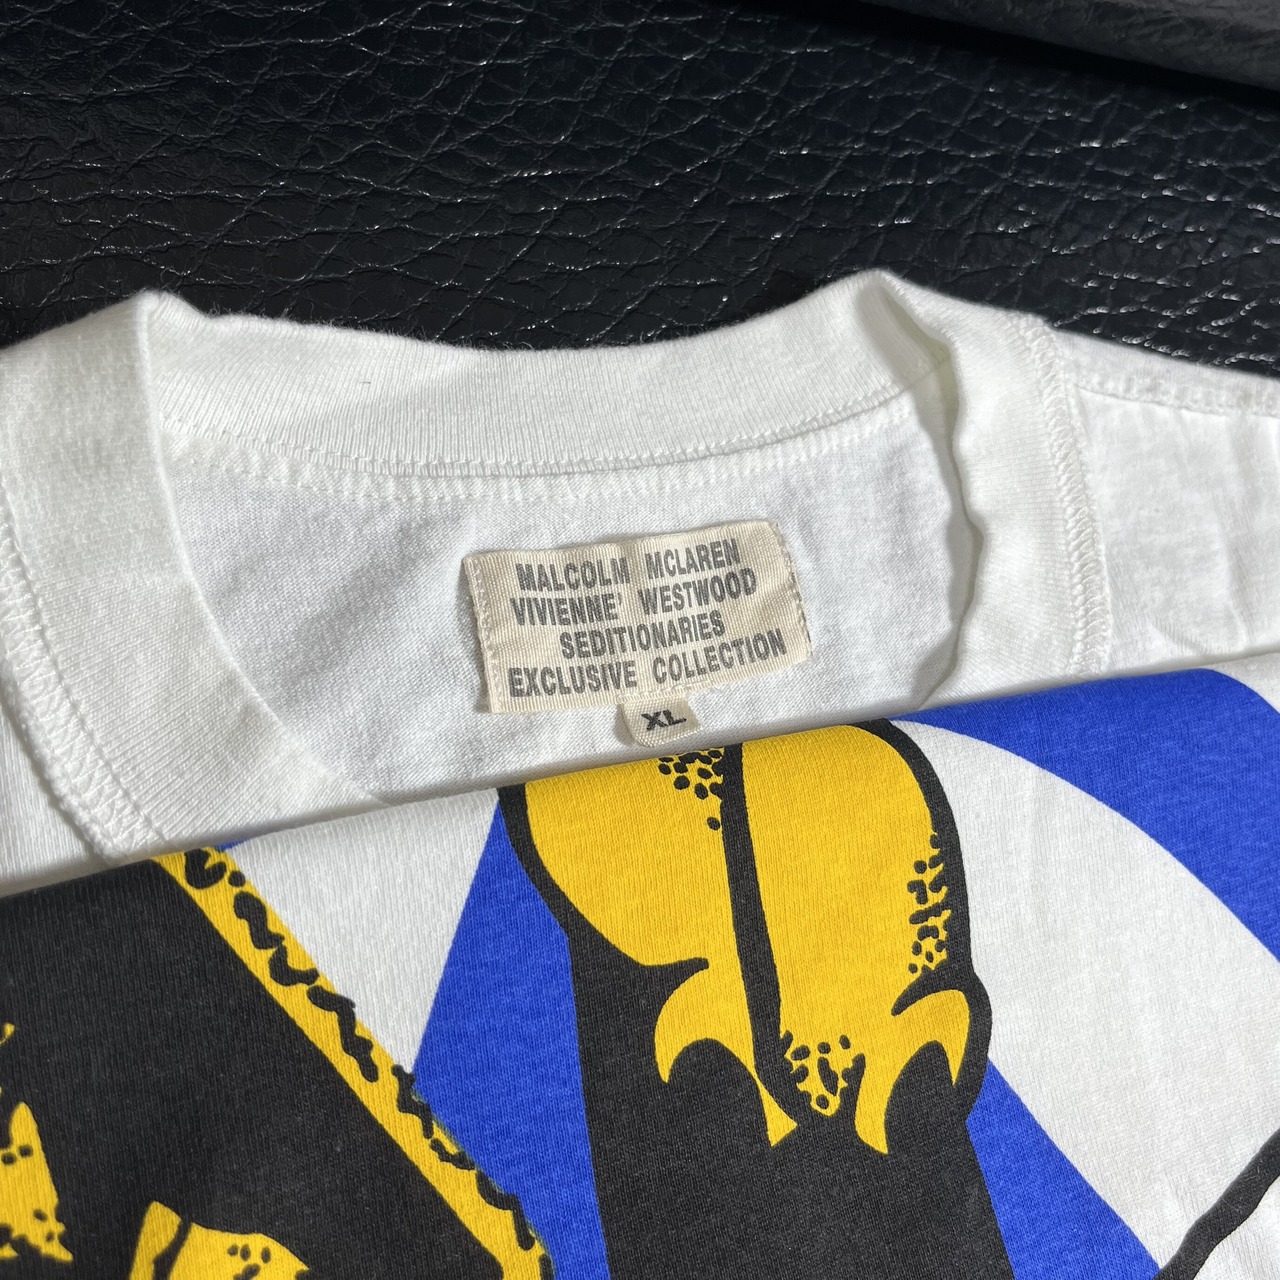 MALCOLM MCLAREN
VIVIENNE WESTWOOD
SEDITIONARIES
EXCLUSIVE COLLECTION
XL